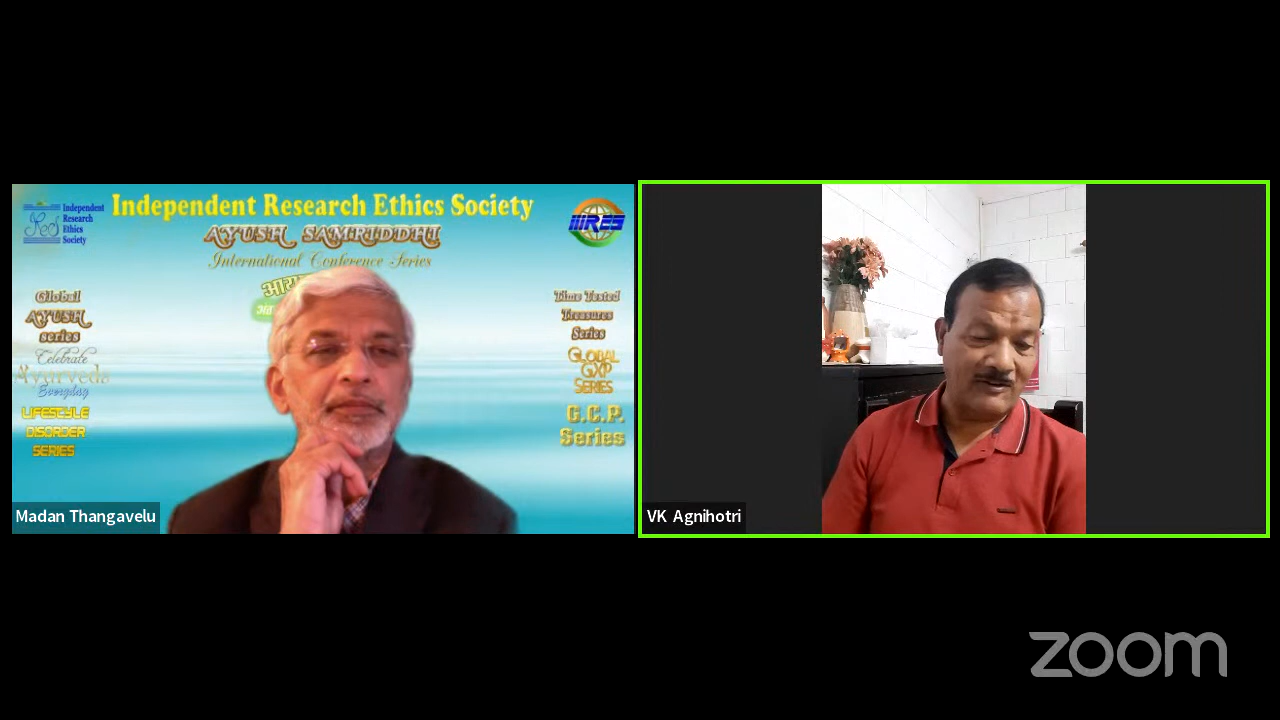 Independent
Research
Ethics
Society
Independent Research Ethics Society
AYUSH SAMRIDDHI
International Conference Series
IRES
Global
AYUSH
series
Celebrate
Ayurveda
Everyday
LIFESTYLE
DISORDER
SERIES
Time Tested
Treasures
Series
GLOBAL
GXP
SERIES
G.C.P.
Series
Madan Thangavelu
VK Agnihotri
zoom